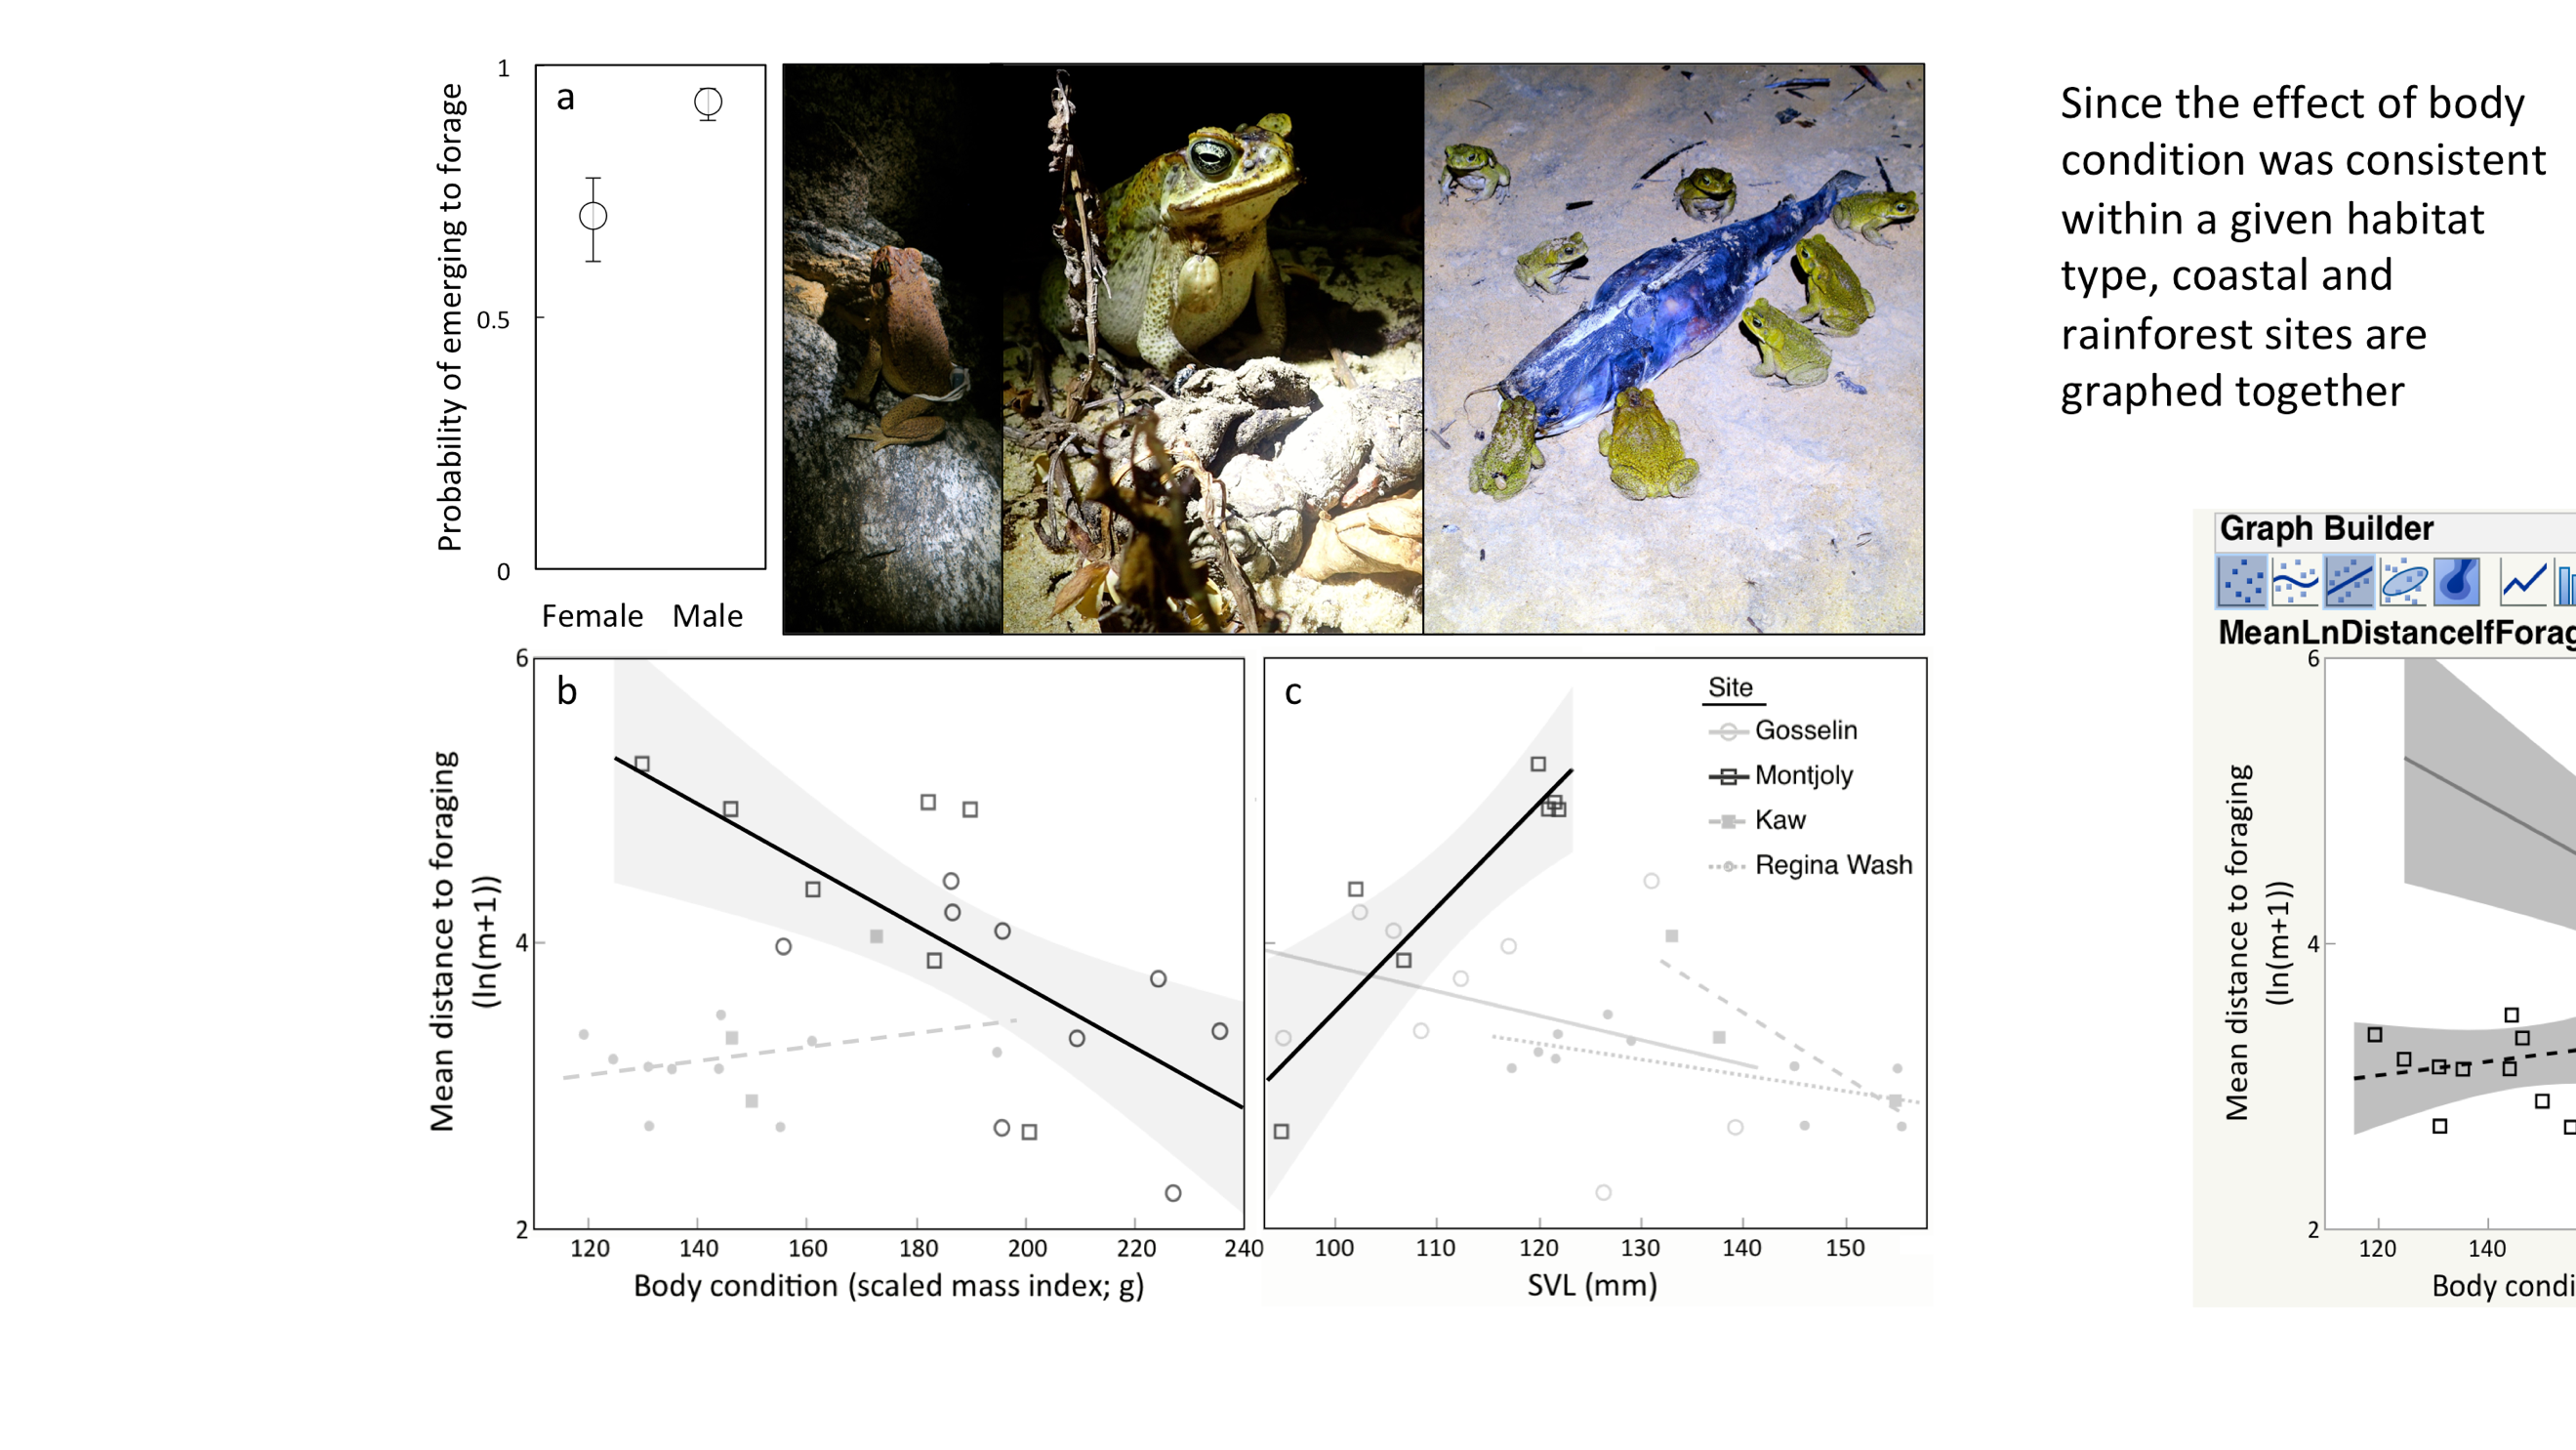 1
a
Probability of emerging to forage
0.5
0
Female Male
Since the effect of body
condition was consistent
within a given habitat
type, coastal and
rainforest sites are
graphed together
6
b
Mean distance to foraging
(ln(m+1))
4
2
120 140 160 180 200 220 240
Body condition (scaled mass index; g)
c
Site
Gosselin
Montjoly
Kaw
Regina Wash
100 110 120 130 140 150
SVL (mm)
Graph Builder
MeanLnDistanceIfForag
6
Mean distance to foraging
(ln(m+1))
4
2
120 140
Body condi